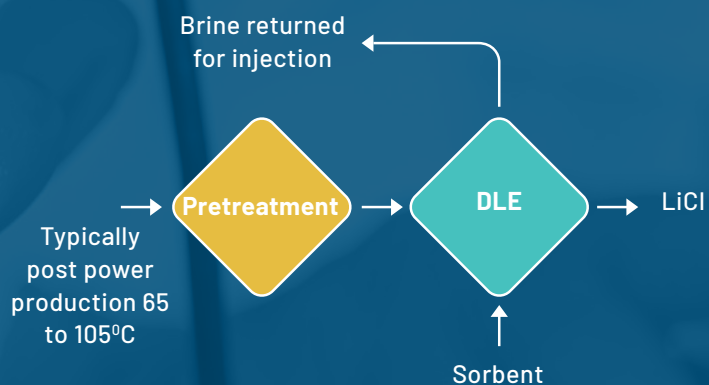 Brine returned
for injection
Pretreatment
DLE
LiCl
Typically
post power
production 65
to 105⁰C
Sorbent